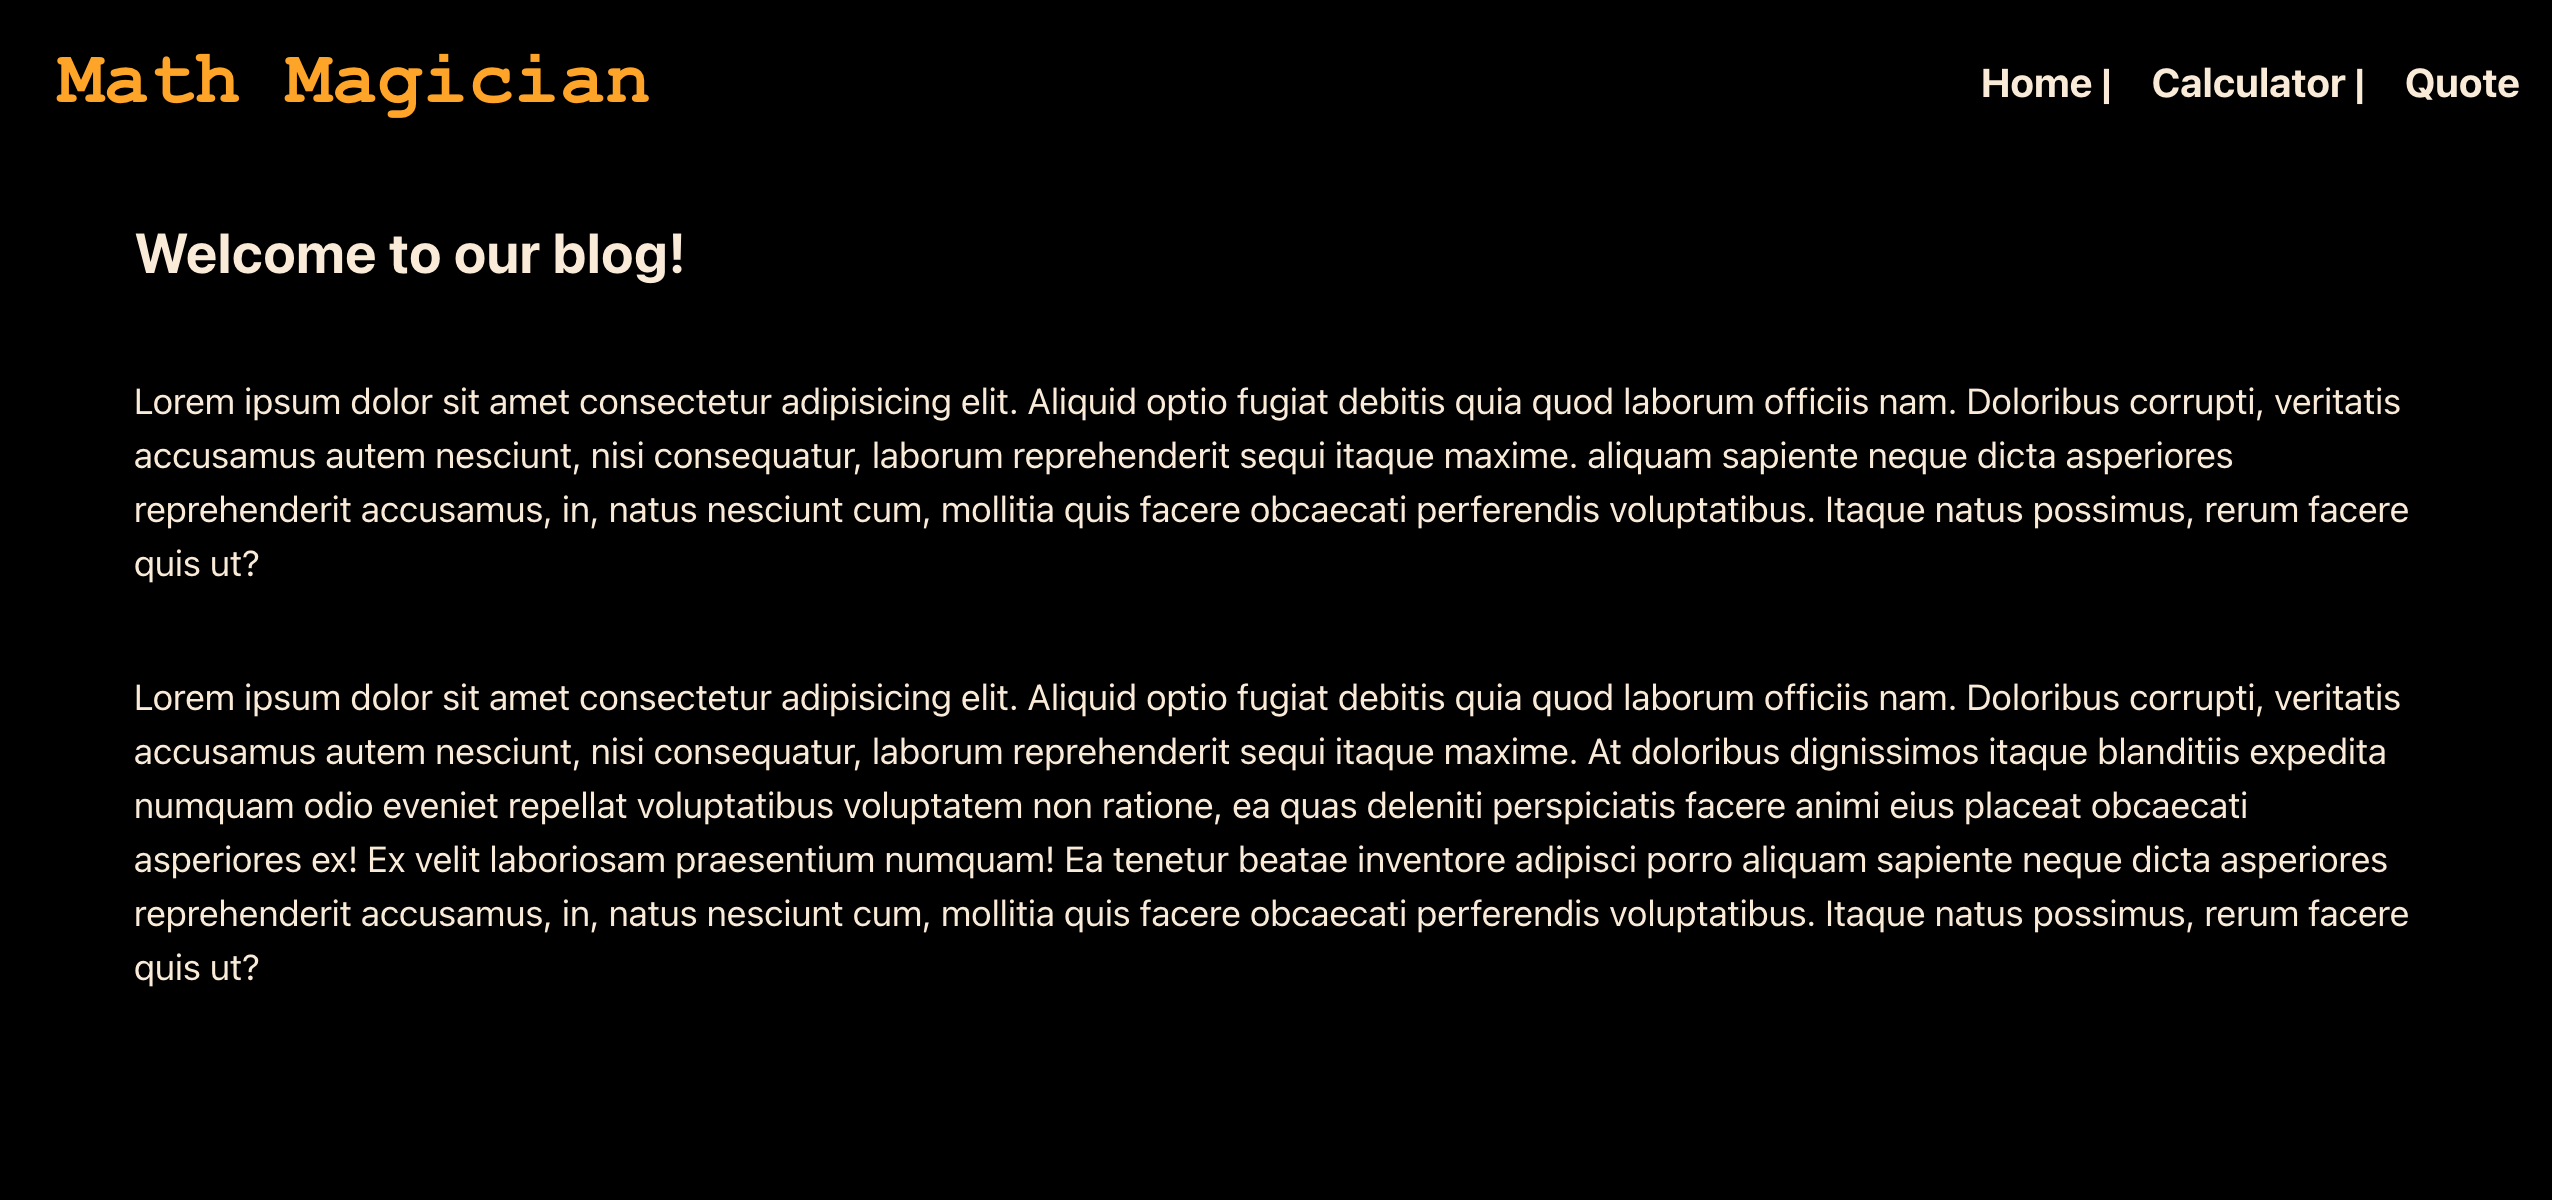 Math Magician
Home | Calculator | Quote
Welcome to our blog!
Lorem ipsum dolor sit amet consectetur adipisicing elit. Aliquid optio fugiat debitis quia quod laborum officiis nam. Doloribus corrupti, veritatis
accusamus autem nesciunt, nisi consequatur, laborum reprehenderit sequi itaque maxime. aliquam sapiente neque dicta asperiores
reprehenderit accusamus, in, natus nesciunt cum, mollitia quis facere obcaecati perferendis voluptatibus. Itaque natus possimus, rerum facere
quis ut?
Lorem ipsum dolor sit amet consectetur adipisicing elit. Aliquid optio fugiat debitis quia quod laborum officiis nam. Doloribus corrupti, veritatis
accusamus autem nesciunt, nisi consequatur, laborum reprehenderit sequi itaque maxime. At doloribus dignissimos itaque blanditiis expedita
numquam odio eveniet repellat voluptatibus voluptatem non ratione, ea quas deleniti perspiciatis facere animi eius placeat obcaecati
asperiores ex! Ex velit laboriosam praesentium numquam! Ea tenetur beatae inventore adipisci porro aliquam sapiente neque dicta asperiores
reprehenderit accusamus, in, natus nesciunt cum, mollitia quis facere obcaecati perferendis voluptatibus. Itaque natus possimus, rerum facere
quis ut?